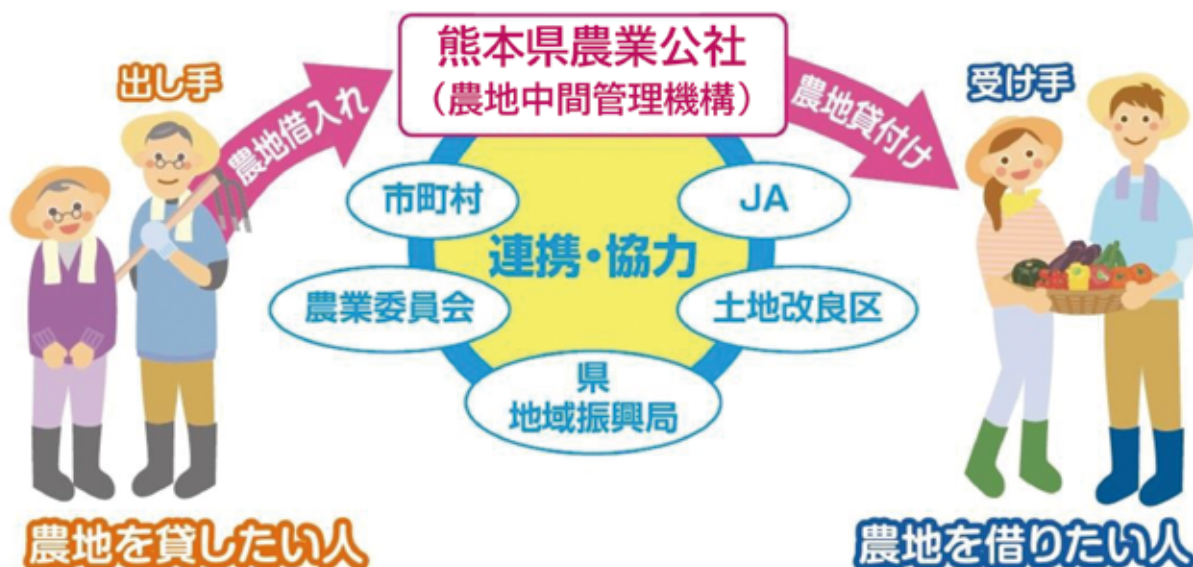 熊本県農業公社
（農地中間管理機構）
出し手
農地借入れ
農地貸付け
受け手
市町村
JA
連携・協力
農業委員会
土地改良区
県
地域振興局
農地を貸したい人
農地を借りたい人